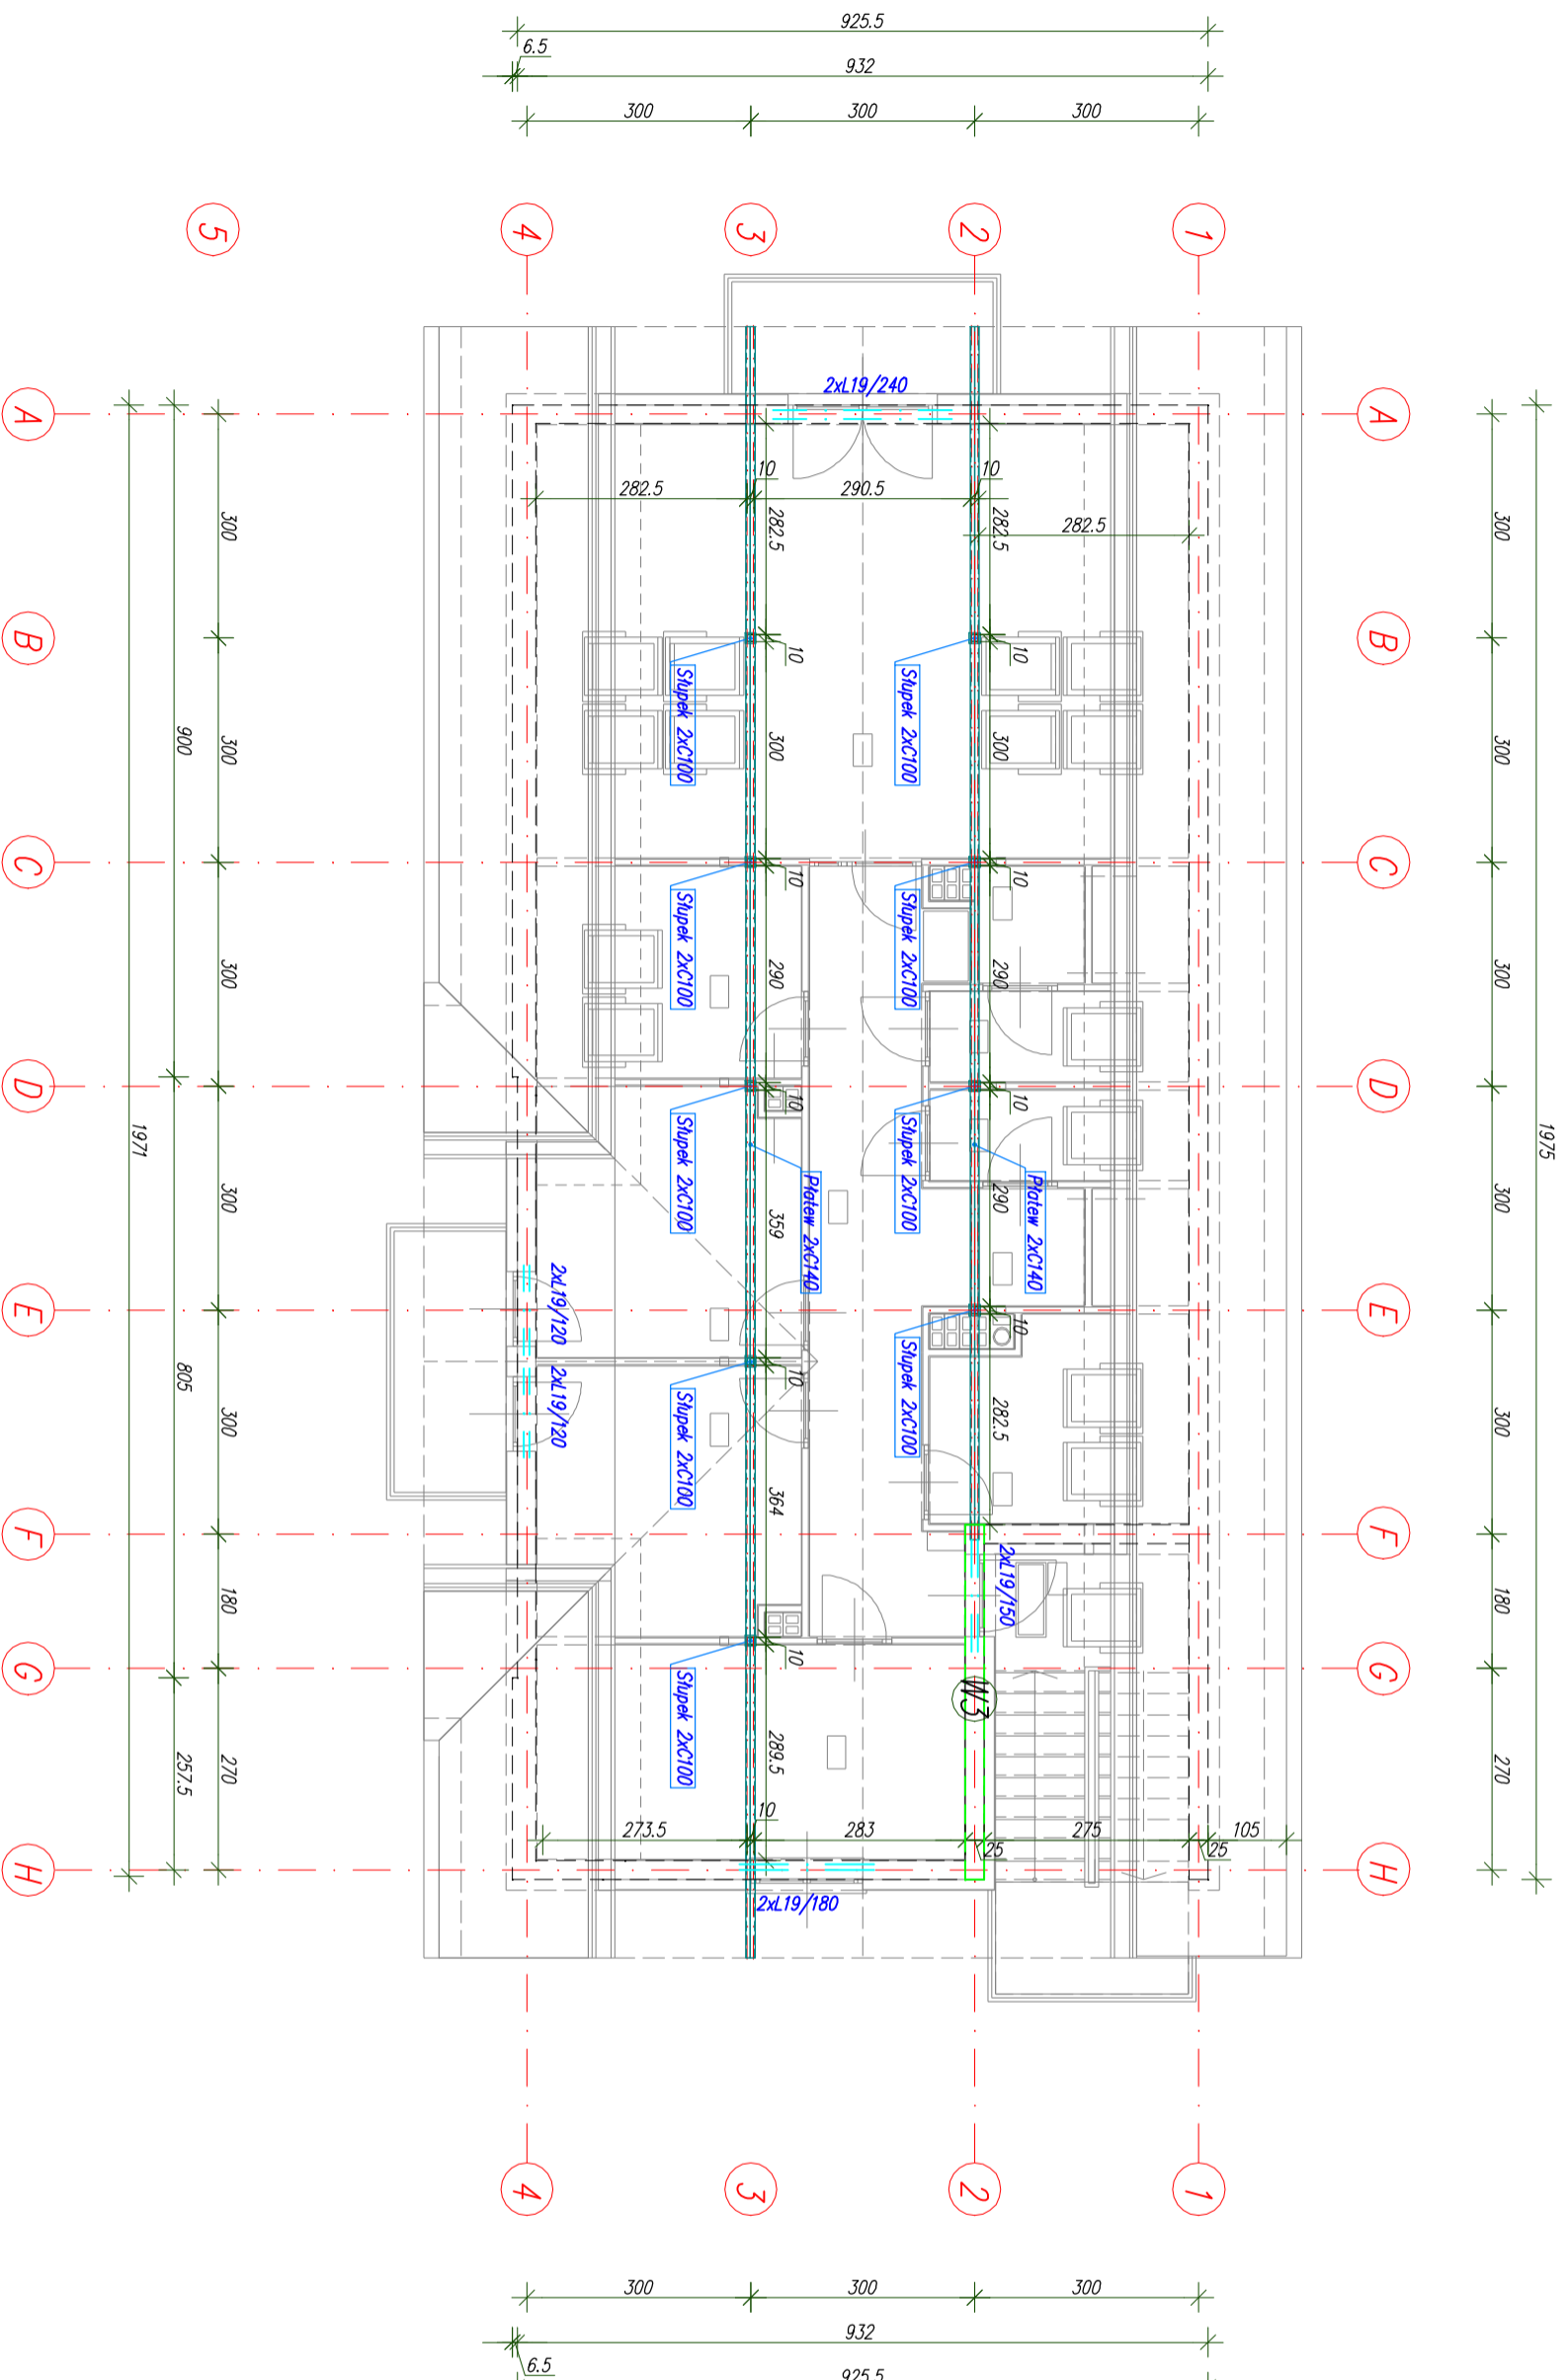 925.5
6.5
932
300
300
300
5
4
3
2
1
A
A
B
B
C
C
D
D
E
E
F
F
G
G
H
H
300
300
300
300
300
180
270
900
805
257.5
1971
300
300
300
300
300
180
270
1975
2xL19/240
10
10
282.5
290.5
282.5
282.5
282.5
10
10
Słupek 2xC100
Słupek 2xC100
300
300
10
10
Słupek 2xC100
Słupek 2xC100
290
290
10
10
Słupek 2xC100
Słupek 2xC100
Płatew 2xC140
Płatew 2xC140
359
290
2xL19/120
2xL19/120
10
10
Słupek 2xC100
Słupek 2xC100
282.5
364
2xL19/150
10
Słupek 2xC100
W3
289.5
10
273.5
283
25
275
25
105
2xL19/180
4
3
2
1
300
300
300
932
6.5
925.5